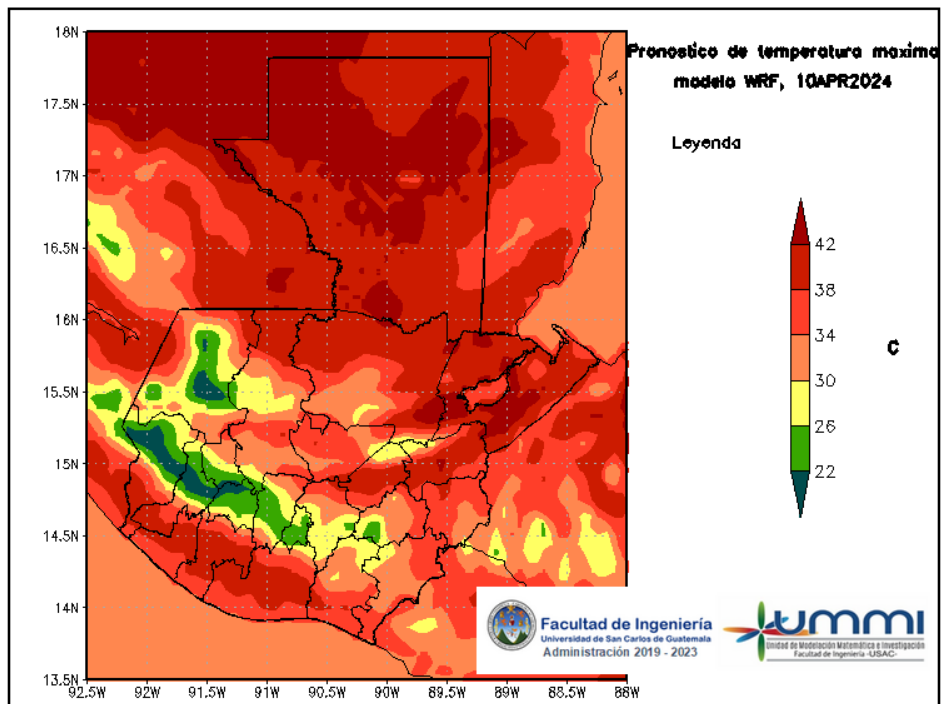 Pronostico de temperatura maxima
modelo WRF, 10APR2024
Leyenda
18N
17.5N
17N
16.5N
16N
15.5N
15N
14.5N
14N
13.5N
92.5W 92W 91.5W 91W 90.5W 90W 89.5W 89W 88.5W 88W
42
38
34
30
26
22
C
Facultad de Ingeniería
Universidad de San Carlos de Guatemala
Administración 2019 - 2023
UMMI
Unidad de Modelación Matemática e Investigación
Facultad de Ingeniería -USAC-